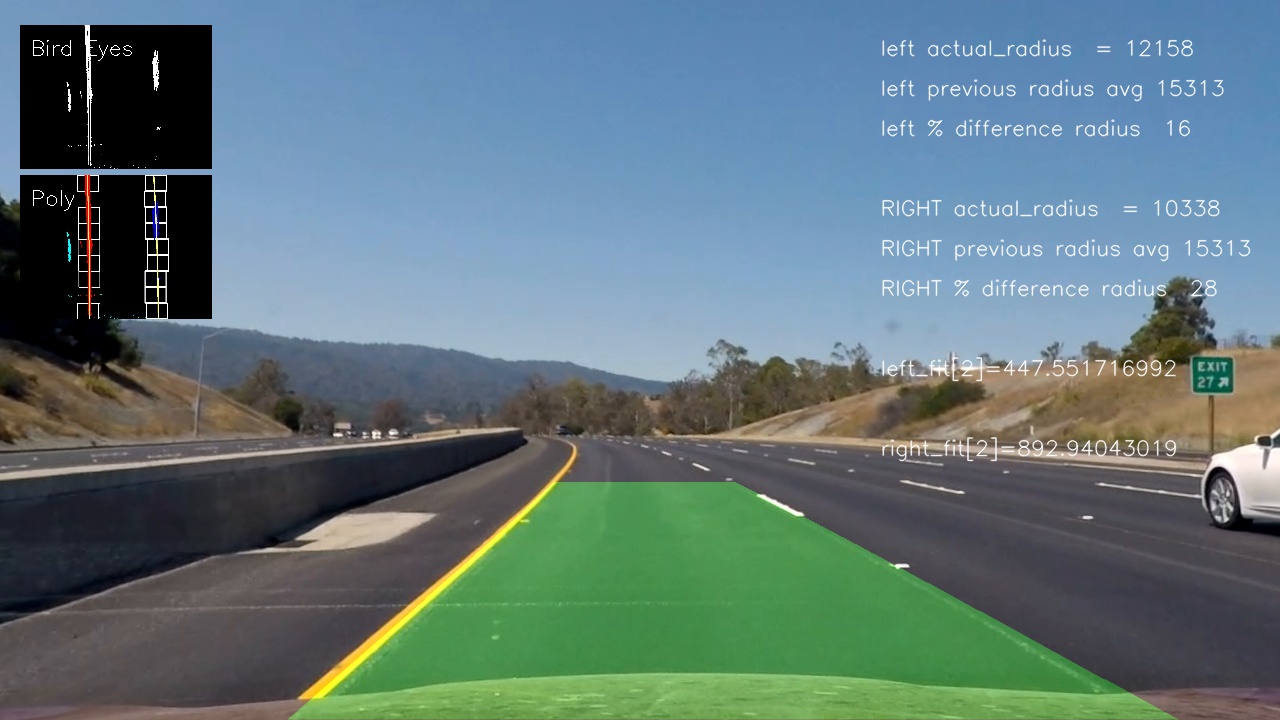 Bird Eyes
Poly
left actual_radius = 12158
left previous radius avg 15313
left % difference radius 16
RIGHT actual_radius = 10338
RIGHT previous radius avg 15313
RIGHT % difference radius 28
left_fit[2]=447.551716992
right_fit[2]=892.94043019
EXIT
27